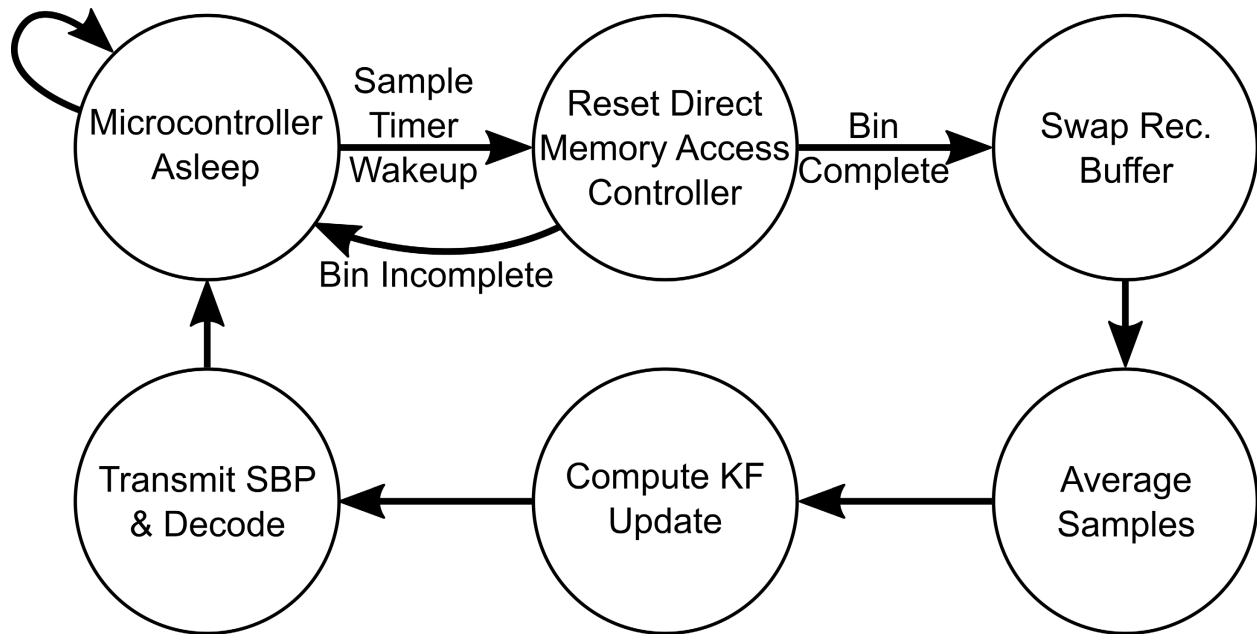 Microcontroller
Asleep
Sample
Timer
Wakeup
Reset Direct
Memory Access
Controller
Bin
Complete
Swap Rec.
Buffer
Bin Incomplete
Transmit SBP
& Decode
Compute KF
Update
Average
Samples